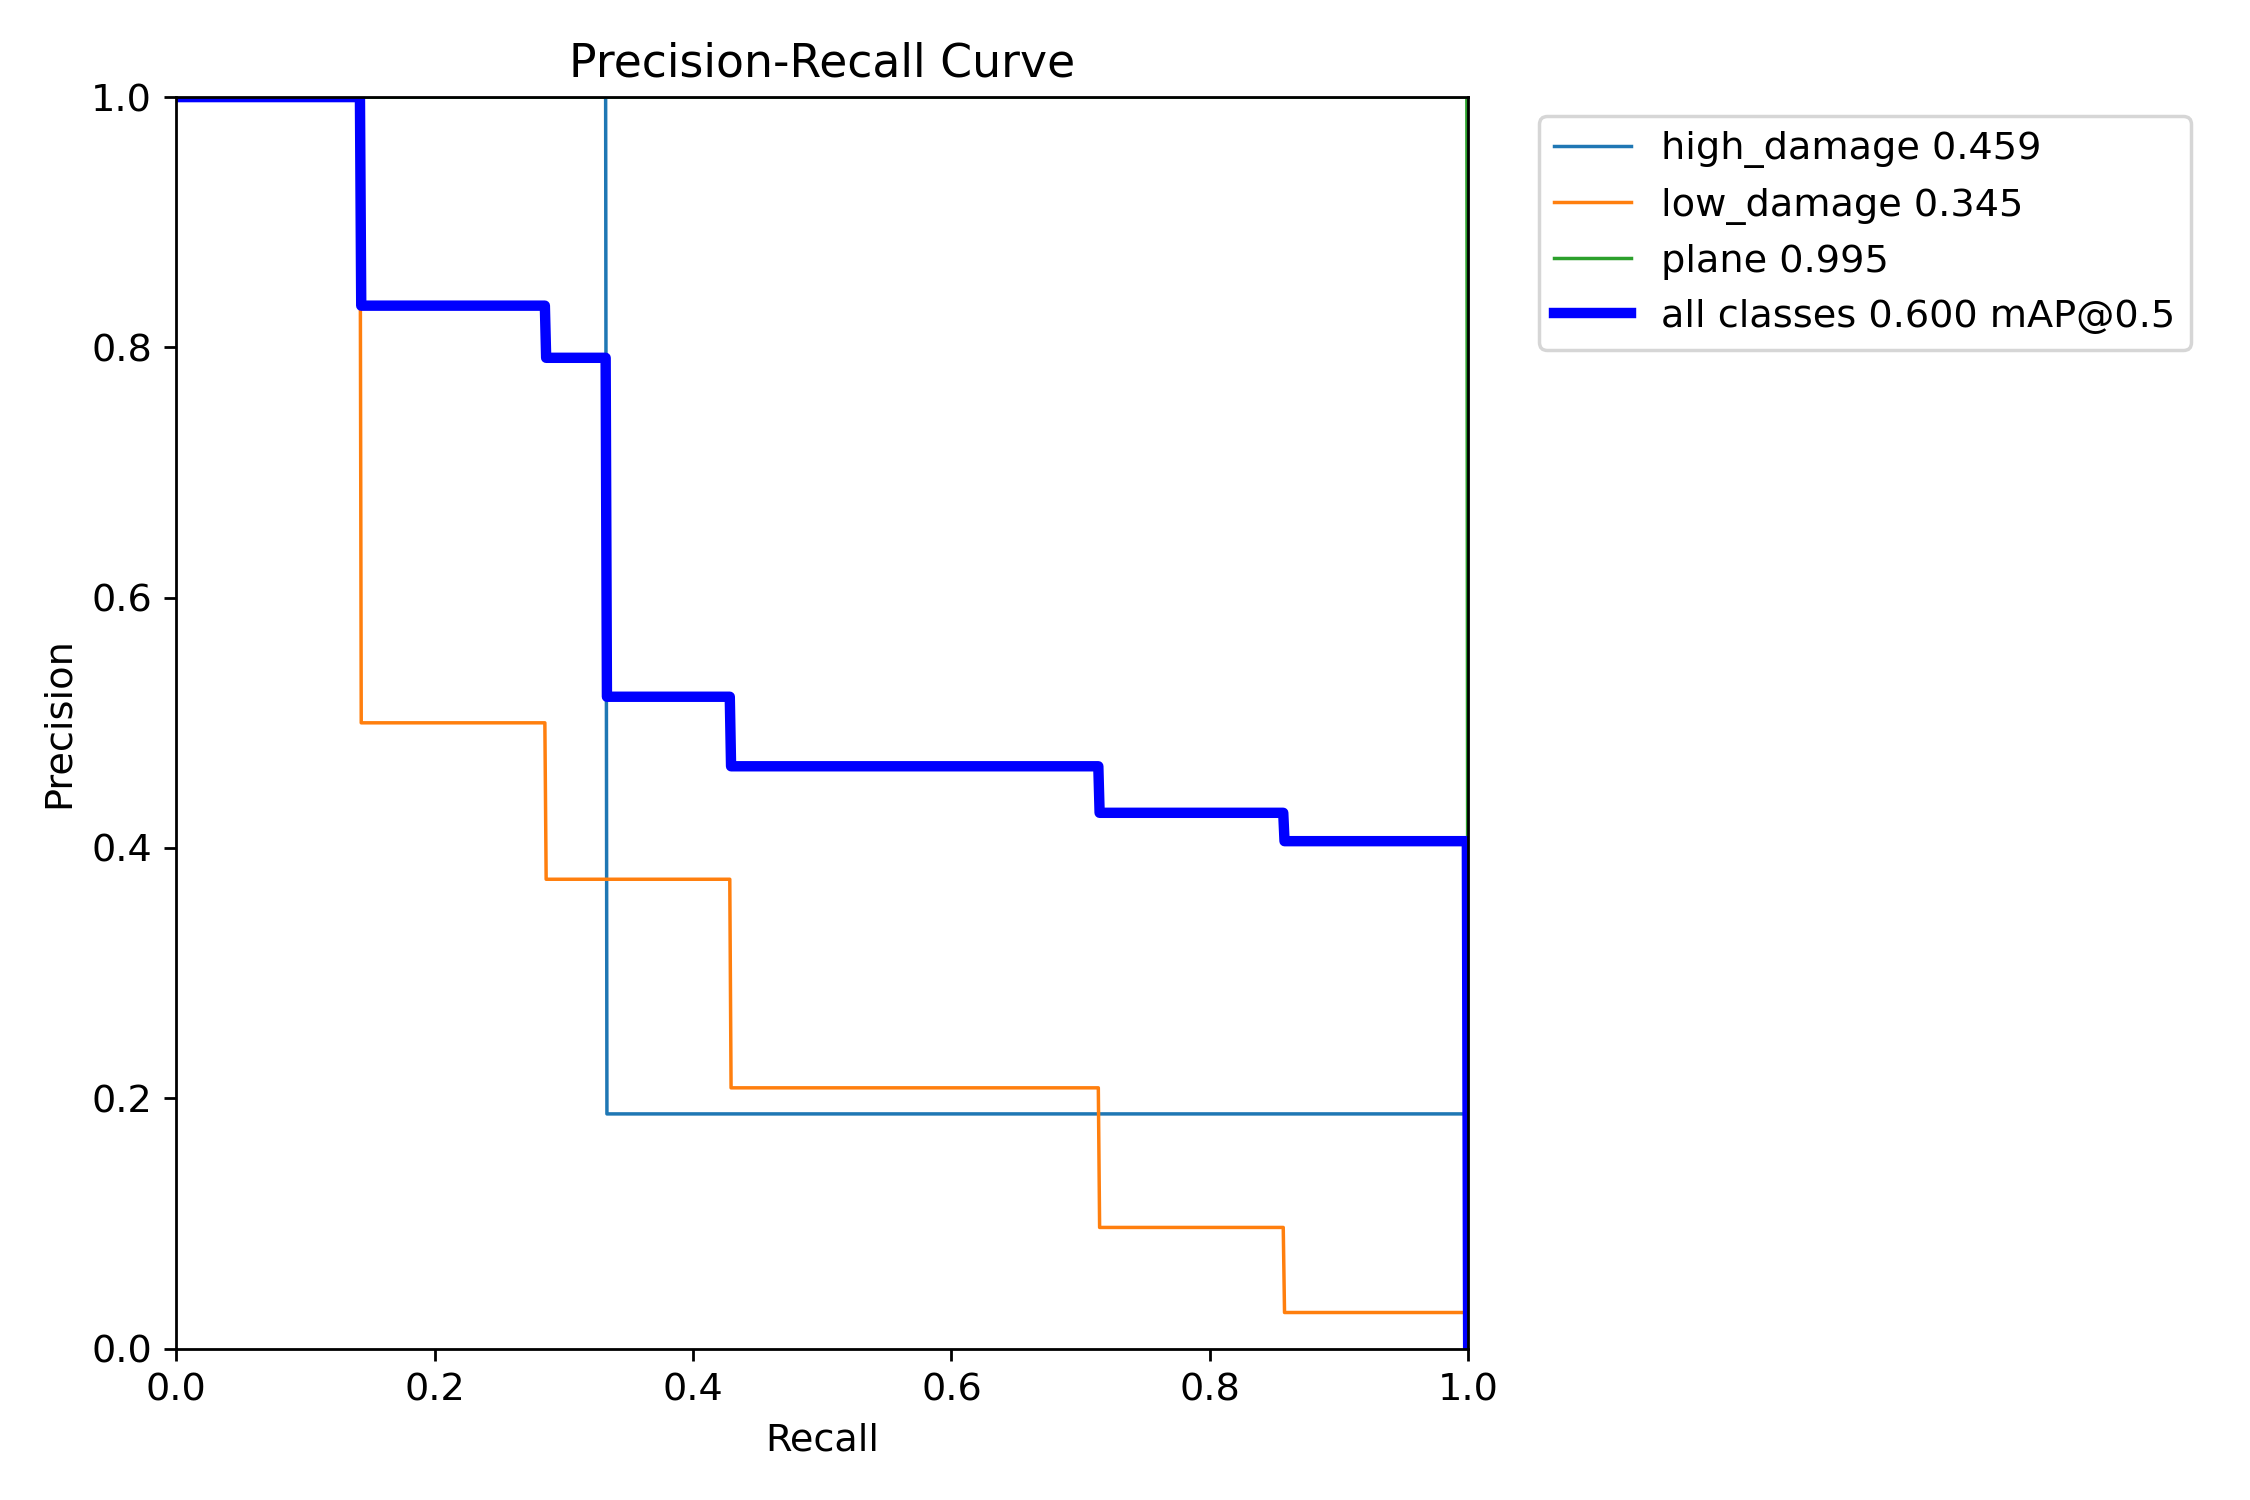 Precision-Recall Curve
1.0
0.8
0.6
0.4
0.2
0.0
Precision
0.0 0.2 0.4 0.6 0.8 1.0
Recall
high_damage 0.459
low_damage 0.345
plane 0.995
all classes 0.600 mAP@0.5